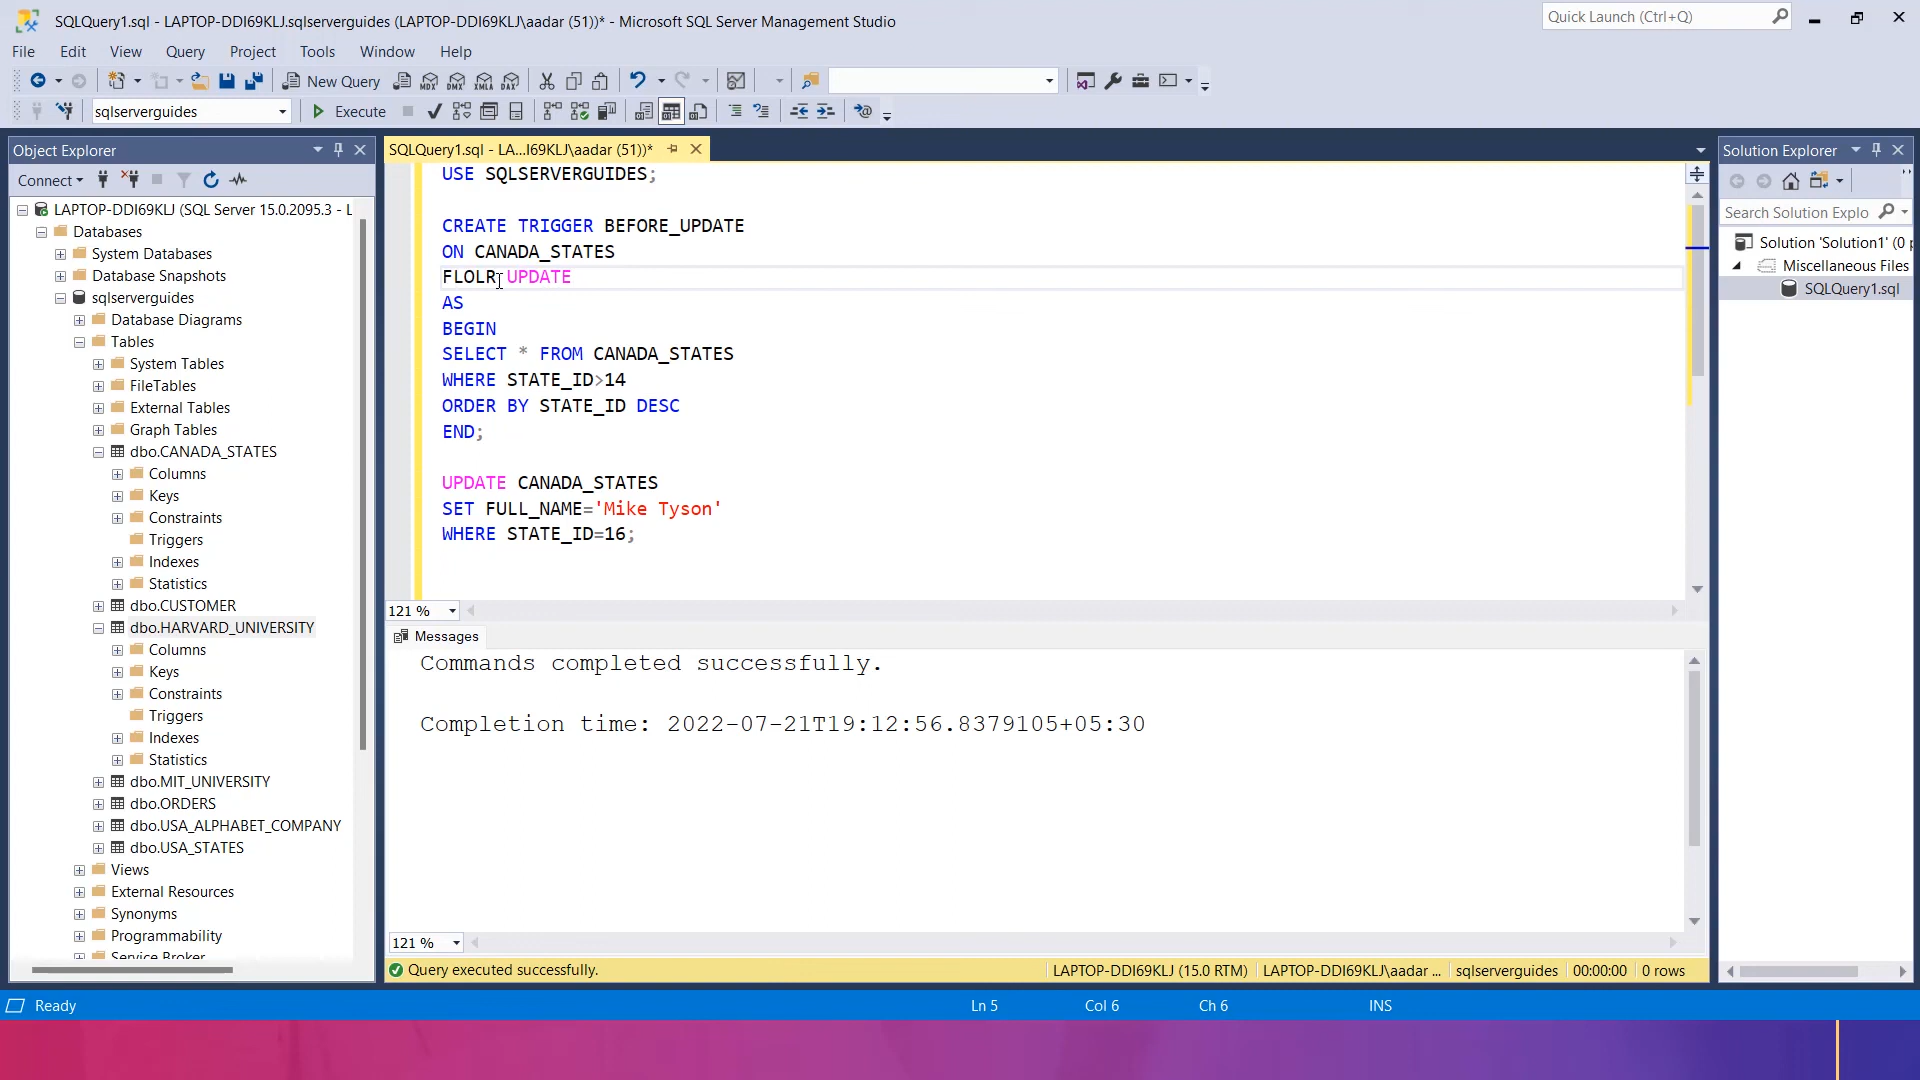 SQLQuery1.sql - LAPTOP-DDI69KLJ.sqlserverguides (LAPTOP-DDI69KLJ\aadar (51))* - Microsoft SQL Server Management Studio
Quick Launch (Ctrl+Q)
File Edit View Query Project Tools Window Help
New Query
sqlserverguides
Execute
Object Explorer
Connect
LAPTOP-DDI69KLJ (SQL Server 15.0.2095.3 - L
Databases
System Databases
Database Snapshots
sqlserverguides
Database Diagrams
Tables
System Tables
FileTables
External Tables
Graph Tables
dbo.CANADA_STATES
Columns
Keys
Constraints
Triggers
Indexes
Statistics
dbo.CUSTOMER
dbo.HARVARD_UNIVERSITY
Columns
Keys
Constraints
Triggers
Indexes
Statistics
dbo.MIT_UNIVERSITY
dbo.ORDERS
dbo.USA_ALPHABET_COMPANY
dbo.USA_STATES
Views
External Resources
Synonyms
Programmability
Service Broker
SQLQuery1.sql - LA...I69KLJ\aadar (51))*
USE SQLSERVERGUIDES;
CREATE TRIGGER BEFORE_UPDATE
ON CANADA_STATES
FLOLR UPDATE
AS
BEGIN
SELECT * FROM CANADA_STATES
WHERE STATE_ID>14
ORDER BY STATE_ID DESC
END;
UPDATE CANADA_STATES
SET FULL_NAME='Mike Tyson'
WHERE STATE_ID=16;
121 %
Messages
Commands completed successfully.
Completion time: 2022-07-21T19:12:56.8379105+05:30
121 %
Query executed successfully.
LAPTOP-DDI69KLJ (15.0 RTM) LAPTOP-DDI69KLJ\aadar ... sqlserverguides 00:00:00 0 rows
Solution Explorer
Search Solution Explo
Solution 'Solution1' (0 p
Miscellaneous Files
SQLQuery1.sql
Ready
Ln 5 Col 6 Ch 6 INS